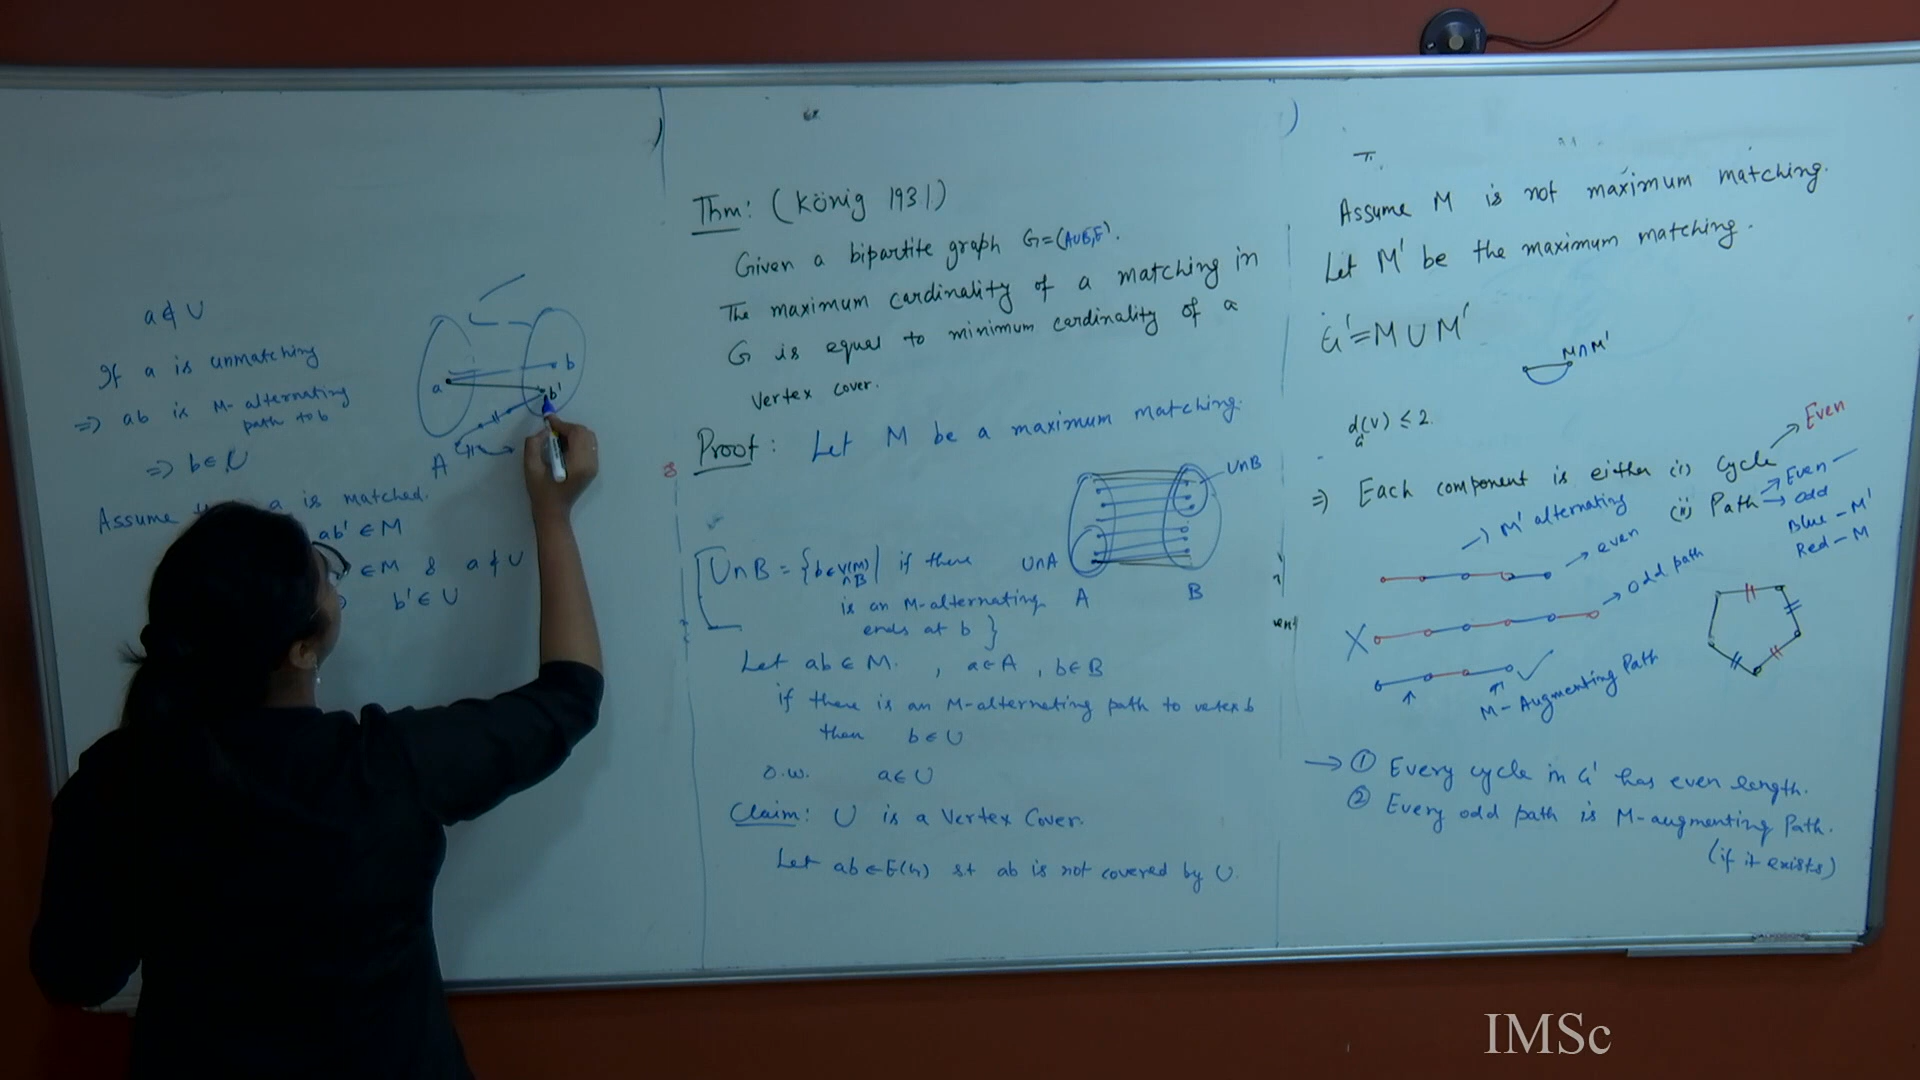 a ∉ U
If a is unmatching
=> ab is M-alternating
path to b
=> b ∈ U
Assume a is matched.
ab' ∈ M
∈ M & a ∉ U
b' ∈ U
a
b
b'
A
Thm: (König 1931)
Given a bipartite graph G=(A∪B,E).
The maximum cardinality of a matching in
G is equal to minimum cardinality of a
Vertex cover.
Proof: Let M be a maximum matching.
U∩B
U∩A
A
B
U∩B = {b∈V(M)∩B | if there
is an M-alternating
ends at b }
Let ab ∈ M. , a∈A , b∈B
if there is an M-alternating path to vertex b
then b ∈ U
o.w. a ∈ U
Claim: U is a Vertex Cover.
Let ab ∈ E(G) st ab is not covered by U.
Assume M is not maximum matching.
Let M' be the maximum matching.
G' = M ∪ M'
M∩M'
d(v) ≤ 2.
G'
=> Each component is either (i) Cycle → Even
(ii) Path → Even
→ odd
Blue - M'
Red - M
→ M' alternating
→ even
→ odd path
X
M-Augmenting Path
→ ① Every cycle in G' has even length.
② Every odd path is M-augmenting Path.
(if it exists)
IMSc